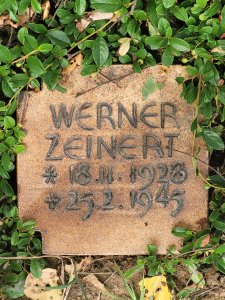 WERNER
ZEINERT
* 18.11.1928
* 25.2.1945